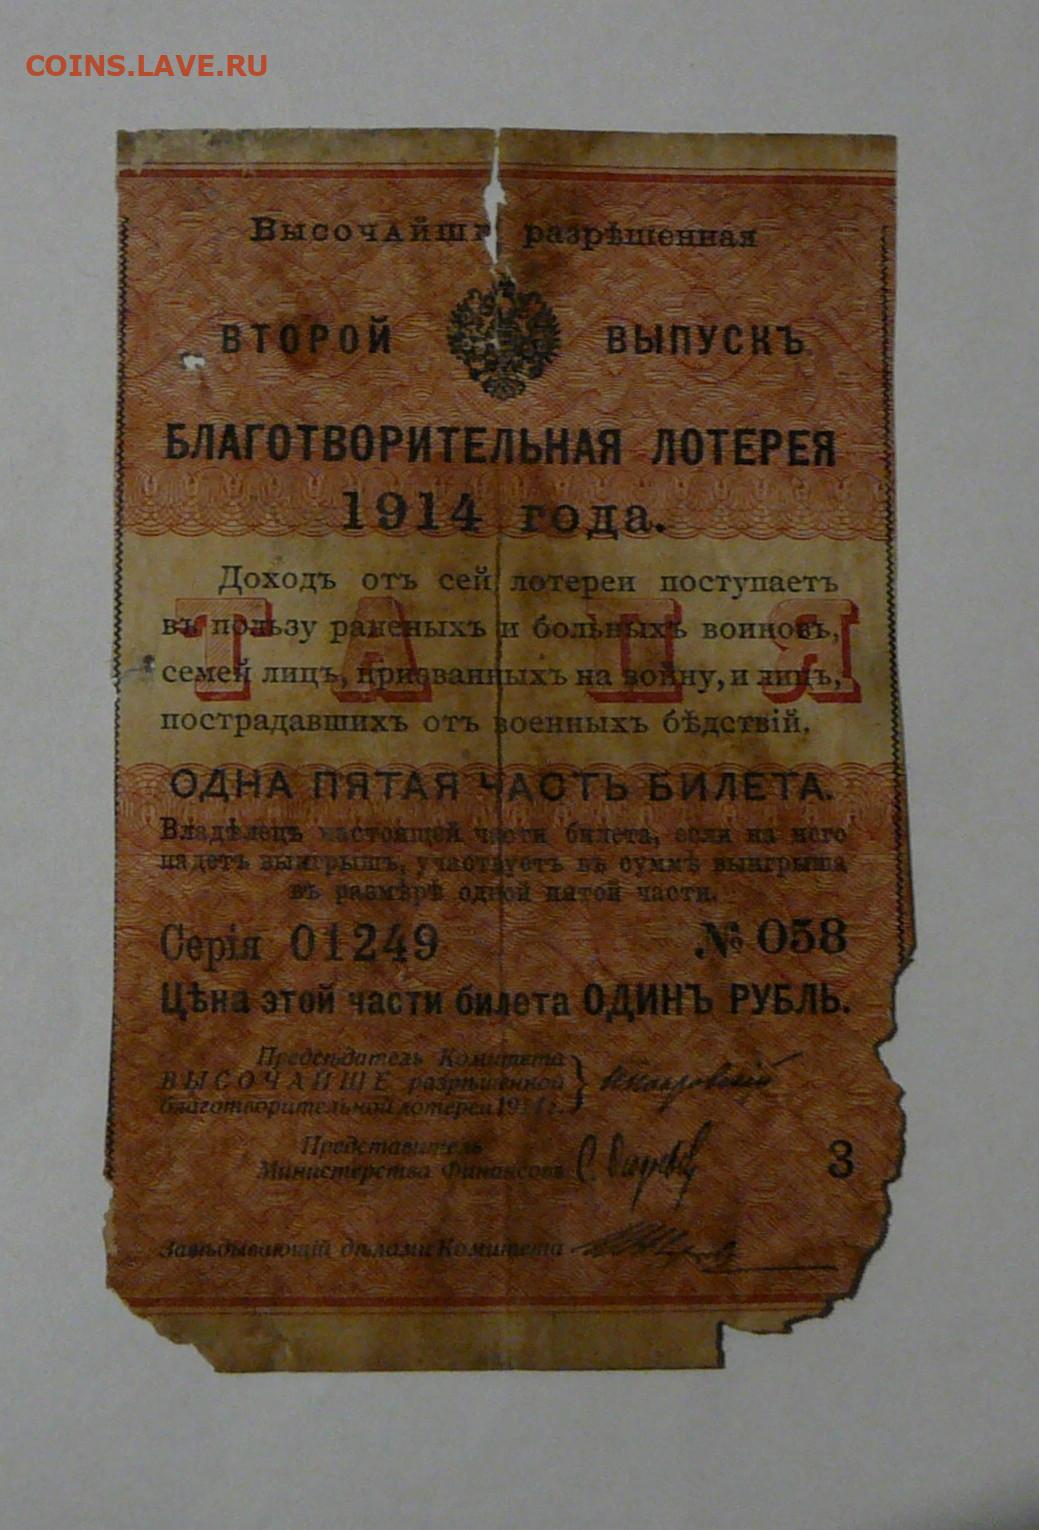 COINS.LAVE.RU
Высочайше разрѣшенная
ВТОРОЙ ВЫПУСКЪ
БЛАГОТВОРИТЕЛЬНАЯ ЛОТЕРЕЯ
1914 года.
Доходъ отъ сей лотереи поступаетъ
въ пользу раненыхъ и больныхъ воиновъ,
семей лицъ, призванныхъ на войну, и лицъ,
пострадавшихъ отъ военныхъ бѣдствій.
ОДНА ПЯТАЯ ЧАСТЬ БИЛЕТА.
Владѣлецъ настоящей части билета, если на него
падетъ выигрышъ, участвуетъ въ суммѣ выигрыша
въ размѣрѣ одной пятой части.
Серія 01249 № 058
Цѣна этой части билета ОДИНЪ РУБЛЬ.
Предсѣдатель Комитета
ВЫСОЧАЙШЕ разрѣшенной
благотворительной лотереи 1914 г.
Представитель
Министерства Финансовъ
3
Завѣдывающій дѣлами Комитета